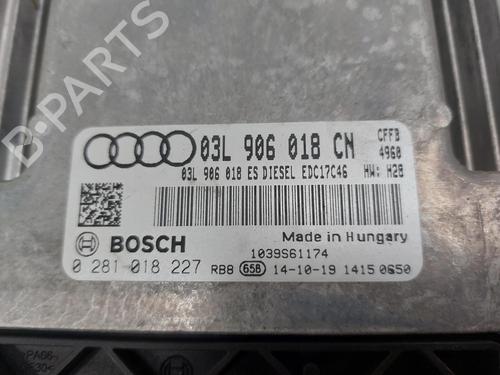 B-PARTS
03L 906 018 CN CFFB
4960
03L 906 018 ES DIESEL EDC17C46 HW: H28
Made in Hungary
BOSCH
1039S61174
0 281 018 227 RB8 658 14-10-19 1415 0650
>PA66-